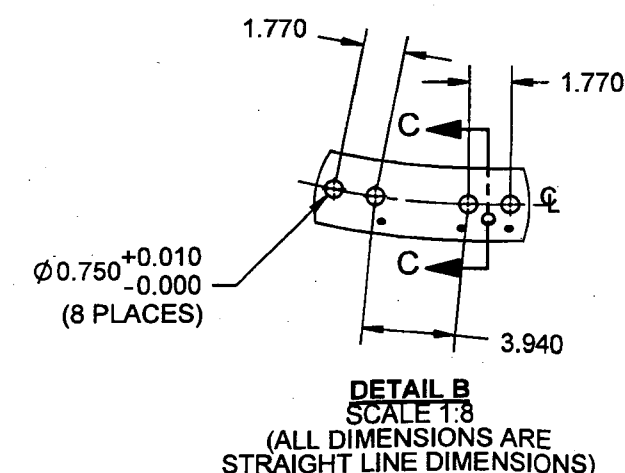 1.770
1.770
C
℄
C
Ø0.750 +0.010
-0.000
(8 PLACES)
3.940
DETAIL B
SCALE 1:8
(ALL DIMENSIONS ARE
STRAIGHT LINE DIMENSIONS)